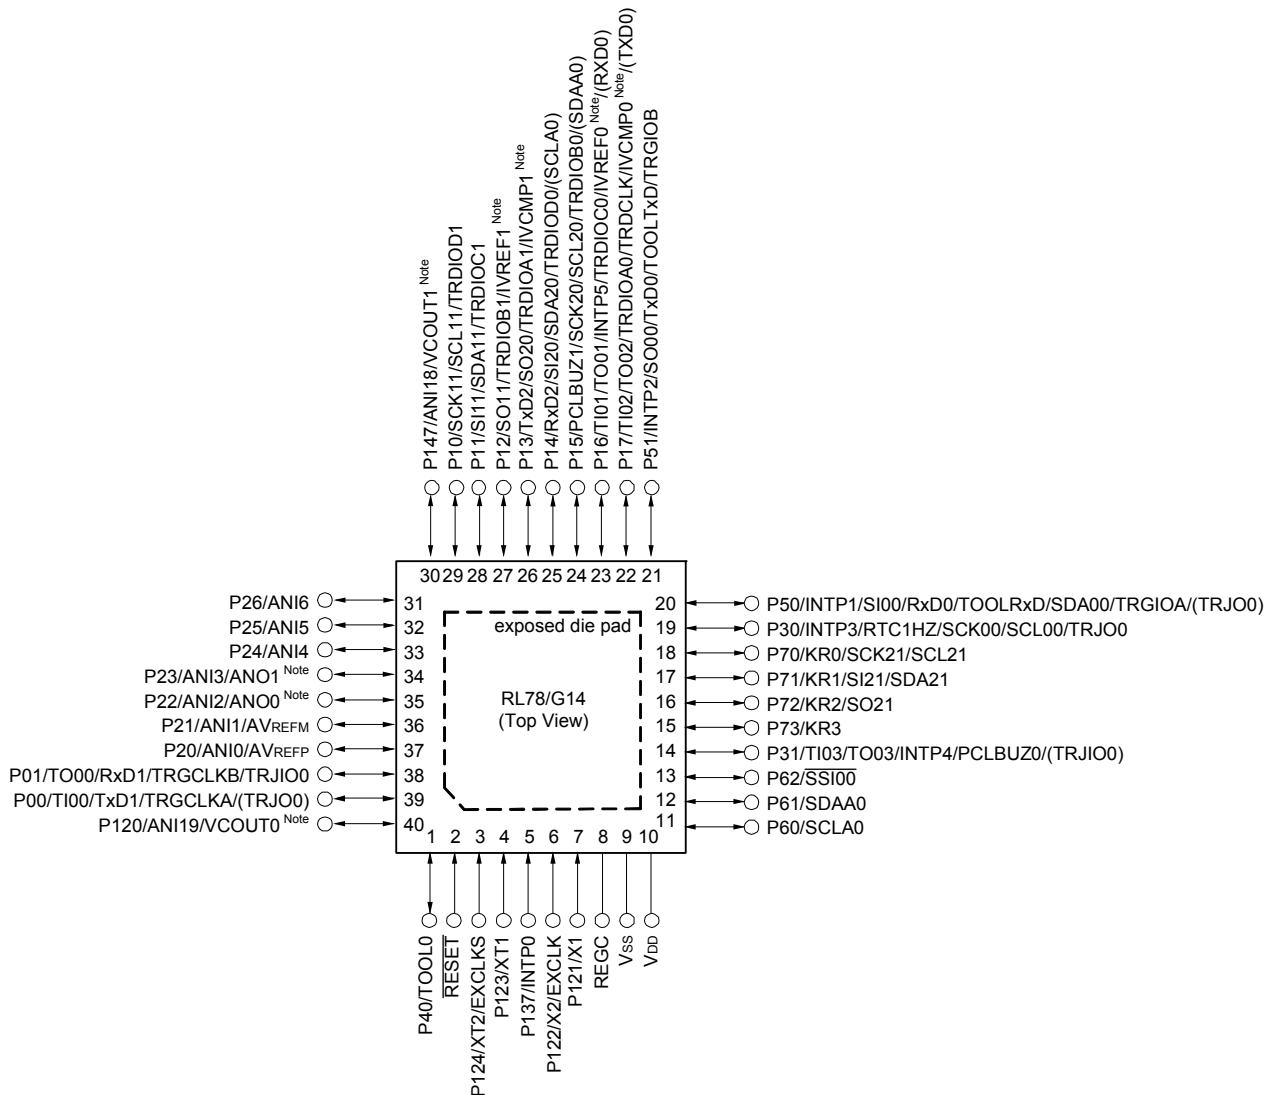 P147/ANI18/VCOUT1 Note
P10/SCK11/SCL11/TRDIOD1
P11/SI11/SDA11/TRDIOC1
P12/SO11/TRDIOB1/IVREF1 Note
P13/TxD2/SO20/TRDIOA1/IVCMP1 Note
P14/RxD2/SI20/SDA20/TRDIOD0/(SCLA0)
P15/PCLBUZ1/SCK20/SCL20/TRDIOB0/(SDAA0)
P16/TI01/TO01/INTP5/TRDIOC0/IVREF0 Note/(RXD0)
P17/TI02/TO02/TRDIOA0/TRDCLK/IVCMP0 Note/(TXD0)
P51/INTP2/SO00/TxD0/TOOLTxD/TRGIOB
30 29 28 27 26 25 24 23 22 21
P26/ANI6 31
P25/ANI5 32
P24/ANI4 33
P23/ANI3/ANO1 Note 34
P22/ANI2/ANO0 Note 35
P21/ANI1/AVREFM 36
P20/ANI0/AVREFP 37
P01/TO00/RxD1/TRGCLKB/TRJIO0 38
P00/TI00/TxD1/TRGCLKA/(TRJO0) 39
P120/ANI19/VCOUT0 Note 40
exposed die pad
RL78/G14
(Top View)
20 P50/INTP1/SI00/RxD0/TOOLRxD/SDA00/TRGIOA/(TRJO0)
19 P30/INTP3/RTC1HZ/SCK00/SCL00/TRJO0
18 P70/KR0/SCK21/SCL21
17 P71/KR1/SI21/SDA21
16 P72/KR2/SO21
15 P73/KR3
14 P31/TI03/TO03/INTP4/PCLBUZ0/(TRJIO0)
13 P62/SSI00
12 P61/SDAA0
11 P60/SCLA0
1 2 3 4 5 6 7 8 9 10
P40/TOOL0
RESET
P124/XT2/EXCLKS
P123/XT1
P137/INTP0
P122/X2/EXCLK
P121/X1
REGC
VSS
VDD